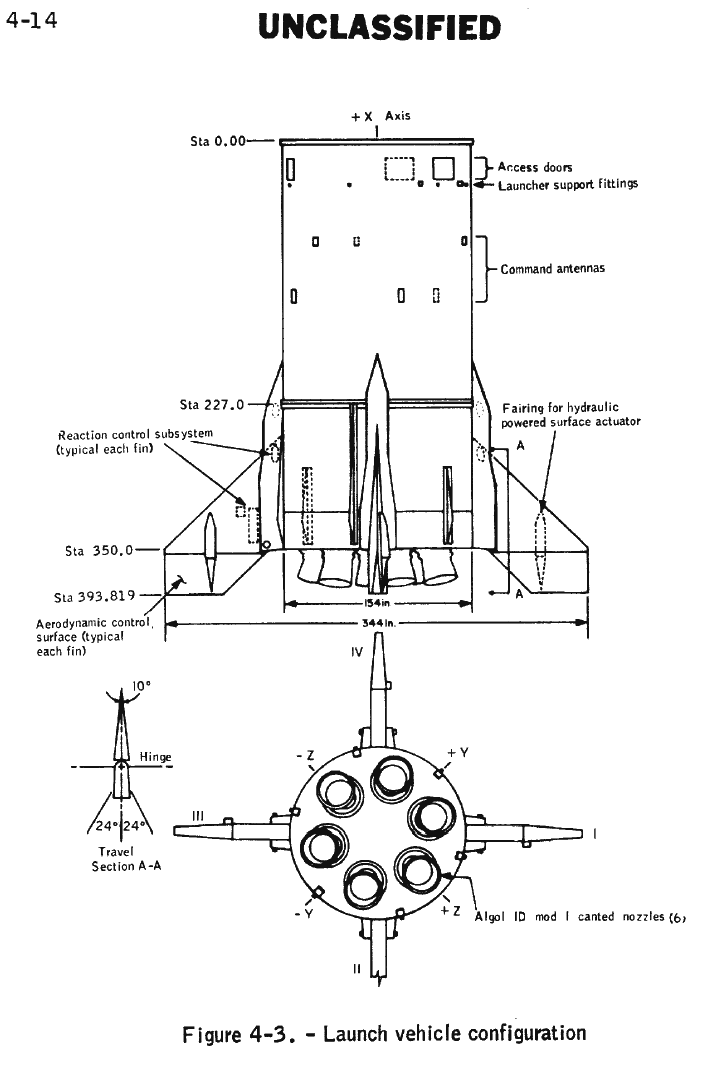 4-14
UNCLASSIFIED
+ X Axis
Sta 0.00
Access doors
Launcher support fittings
Command antennas
Sta 227.0
Fairing for hydraulic
powered surface actuator
Reaction control subsystem
(typical each fin)
A
Sta 350.0
Sta 393.819
A
154in.
344in.
Aerodynamic control
surface (typical
each fin)
IV
10°
Hinge
- Z
+ Y
III
24° 24°
I
Travel
Section A-A
- Y
+ Z
Algol ID mod I canted nozzles (6)
II
Figure 4-3. - Launch vehicle configuration